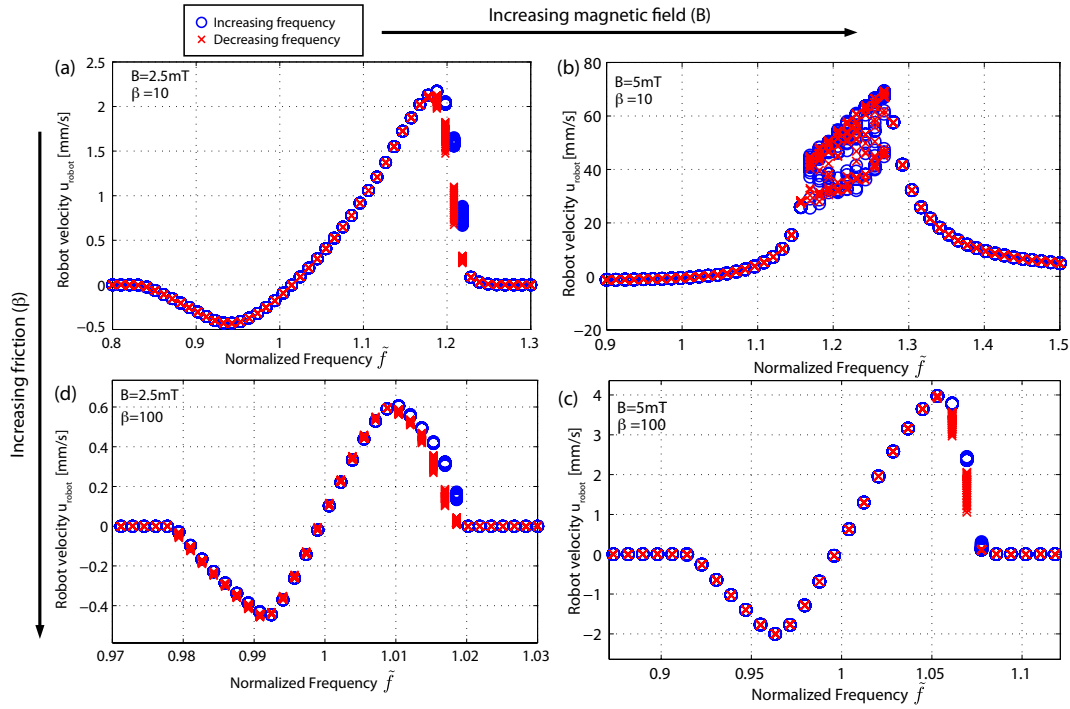 Increasing magnetic field (B)
Increasing frequency
Decreasing frequency
Increasing friction (β)
(a)
B=2.5mT
β =10
Robot velocity u_robot [mm/s]
2.5
2
1.5
1
0.5
0
−0.5
0.8 0.9 1 1.1 1.2 1.3
Normalized Frequency f̃
(b)
B=5mT
β =10
Robot velocity u_robot [mm/s]
80
60
40
20
0
−20
0.9 1 1.1 1.2 1.3 1.4 1.5
Normalized Frequency f̃
(d)
B=2.5mT
β=100
Robot velocity u_robot [mm/s]
0.6
0.4
0.2
0
−0.2
−0.4
0.97 0.98 0.99 1 1.01 1.02 1.03
Normalized Frequency f̃
(c)
B=5mT
β =100
Robot velocity u_robot [mm/s]
4
3
2
1
0
−1
−2
0.9 0.95 1 1.05 1.1
Normalized Frequency f̃